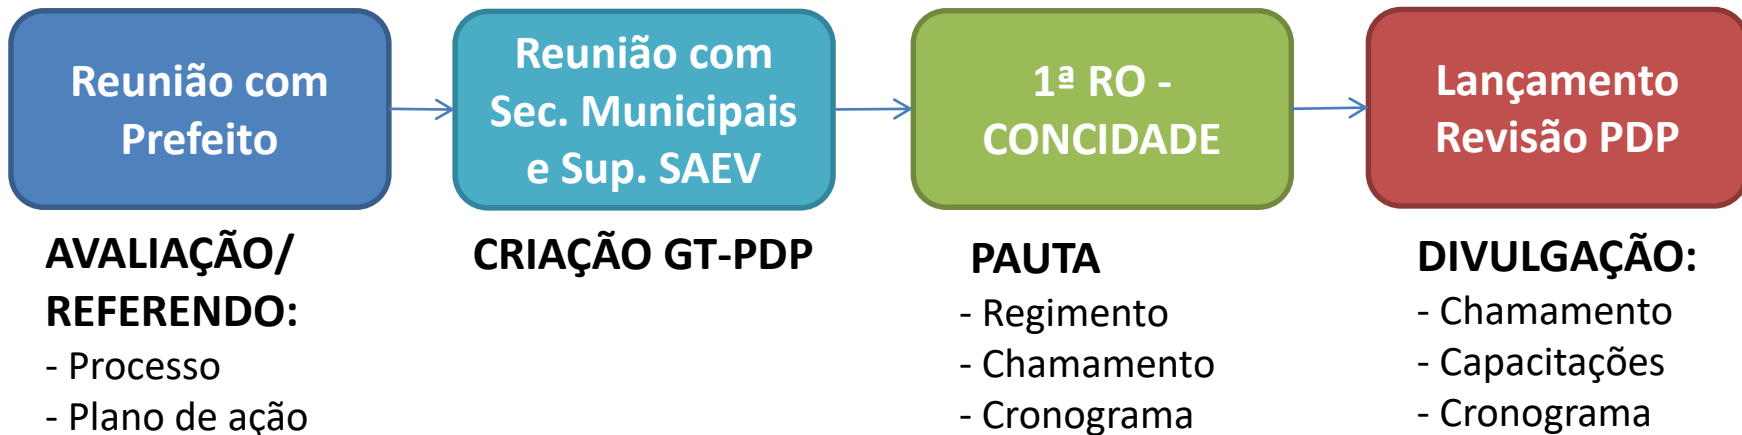 Reunião com
Prefeito
Reunião com
Sec. Municipais
e Sup. SAEV
1ª RO -
CONCIDADE
Lançamento
Revisão PDP
AVALIAÇÃO/
REFERENDO:
- Processo
- Plano de ação
CRIAÇÃO GT-PDP
PAUTA
- Regimento
- Chamamento
- Cronograma
DIVULGAÇÃO:
- Chamamento
- Capacitações
- Cronograma